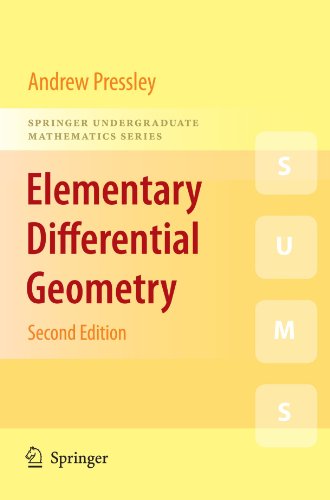 Andrew Pressley
SPRINGER UNDERGRADUATE
MATHEMATICS SERIES
Elementary
Differential
Geometry
Second Edition
S
U
M
S
Springer